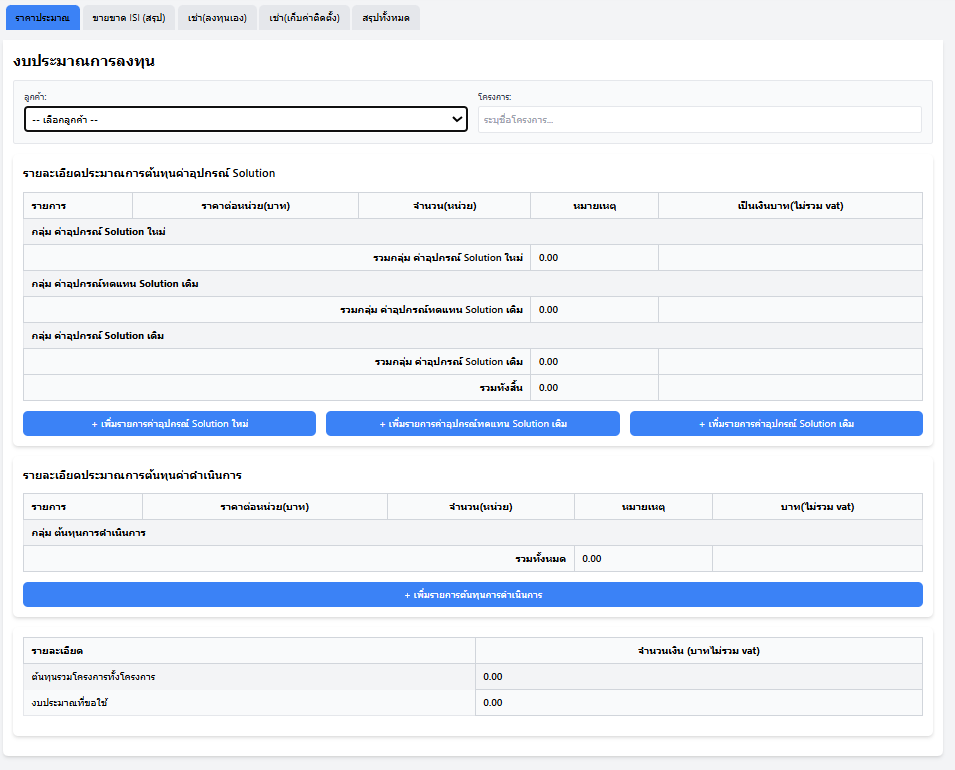 ราคาประมาณ ขายขาด ISI (สรุป) เช่า(ลงทุนเอง) เช่า(เก็บค่าติดตั้ง) สรุปทั้งหมด
งบประมาณการลงทุน
ลูกค้า: โครงการ:
-- เลือกลูกค้า -- ระบุชื่อโครงการ...
รายละเอียดประมาณการต้นทุนค่าอุปกรณ์ Solution
รายการ ราคาต่อหน่วย(บาท) จำนวน(หน่วย) หมายเหตุ เป็นเงินบาท(ไม่รวม vat)
กลุ่ม ค่าอุปกรณ์ Solution ใหม่
รวมกลุ่ม ค่าอุปกรณ์ Solution ใหม่ 0.00
กลุ่ม ค่าอุปกรณ์ทดแทน Solution เดิม
รวมกลุ่ม ค่าอุปกรณ์ทดแทน Solution เดิม 0.00
กลุ่ม ค่าอุปกรณ์ Solution เดิม
รวมกลุ่ม ค่าอุปกรณ์ Solution เดิม 0.00
รวมทั้งสิ้น 0.00
+ เพิ่มรายการค่าอุปกรณ์ Solution ใหม่ + เพิ่มรายการค่าอุปกรณ์ทดแทน Solution เดิม + เพิ่มรายการค่าอุปกรณ์ Solution เดิม
รายละเอียดประมาณการต้นทุนค่าดำเนินการ
รายการ ราคาต่อหน่วย(บาท) จำนวน(หน่วย) หมายเหตุ บาท(ไม่รวม vat)
กลุ่ม ต้นทุนการดำเนินการ
รวมทั้งหมด 0.00
+ เพิ่มรายการต้นทุนการดำเนินการ
รายละเอียด จำนวนเงิน (บาทไม่รวม vat)
ต้นทุนรวมโครงการทั้งโครงการ 0.00
งบประมาณที่ขอใช้ 0.00